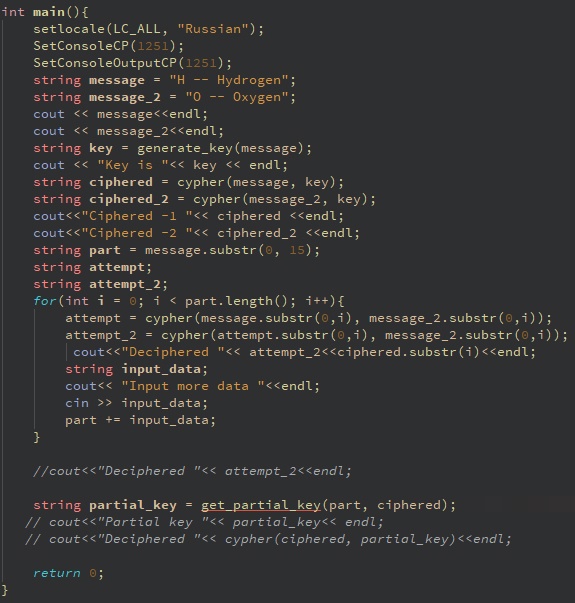 int main(){
    setlocale(LC_ALL, "Russian");
    SetConsoleCP(1251);
    SetConsoleOutputCP(1251);
    string message = "H -- Hydrogen";
    string message_2 = "O -- Oxygen";
    cout << message<<endl;
    cout << message_2<<endl;
    string key = generate_key(message);
    cout << "Key is "<< key << endl;
    string ciphered = cypher(message, key);
    string ciphered_2 = cypher(message_2, key);
    cout<<"Ciphered -1 "<< ciphered <<endl;
    cout<<"Ciphered -2 "<< ciphered_2 <<endl;
    string part = message.substr(0, 15);
    string attempt;
    string attempt_2;
    for(int i = 0; i < part.length(); i++){
        attempt = cypher(message.substr(0,i), message_2.substr(0,i));
        attempt_2 = cypher(attempt.substr(0,i), message_2.substr(0,i));
         cout<<"Deciphered "<< attempt_2<<ciphered.substr(i)<<endl;
        string input_data;
        cout<< "Input more data "<<endl;
        cin >> input_data;
        part += input_data;
    }
    //cout<<"Deciphered "<< attempt_2<<endl;
    string partial_key = get_partial_key(part, ciphered);
   // cout<<"Partial key "<< partial_key<< endl;
   // cout<<"Deciphered "<< cypher(ciphered, partial_key)<<endl;
    return 0;
}